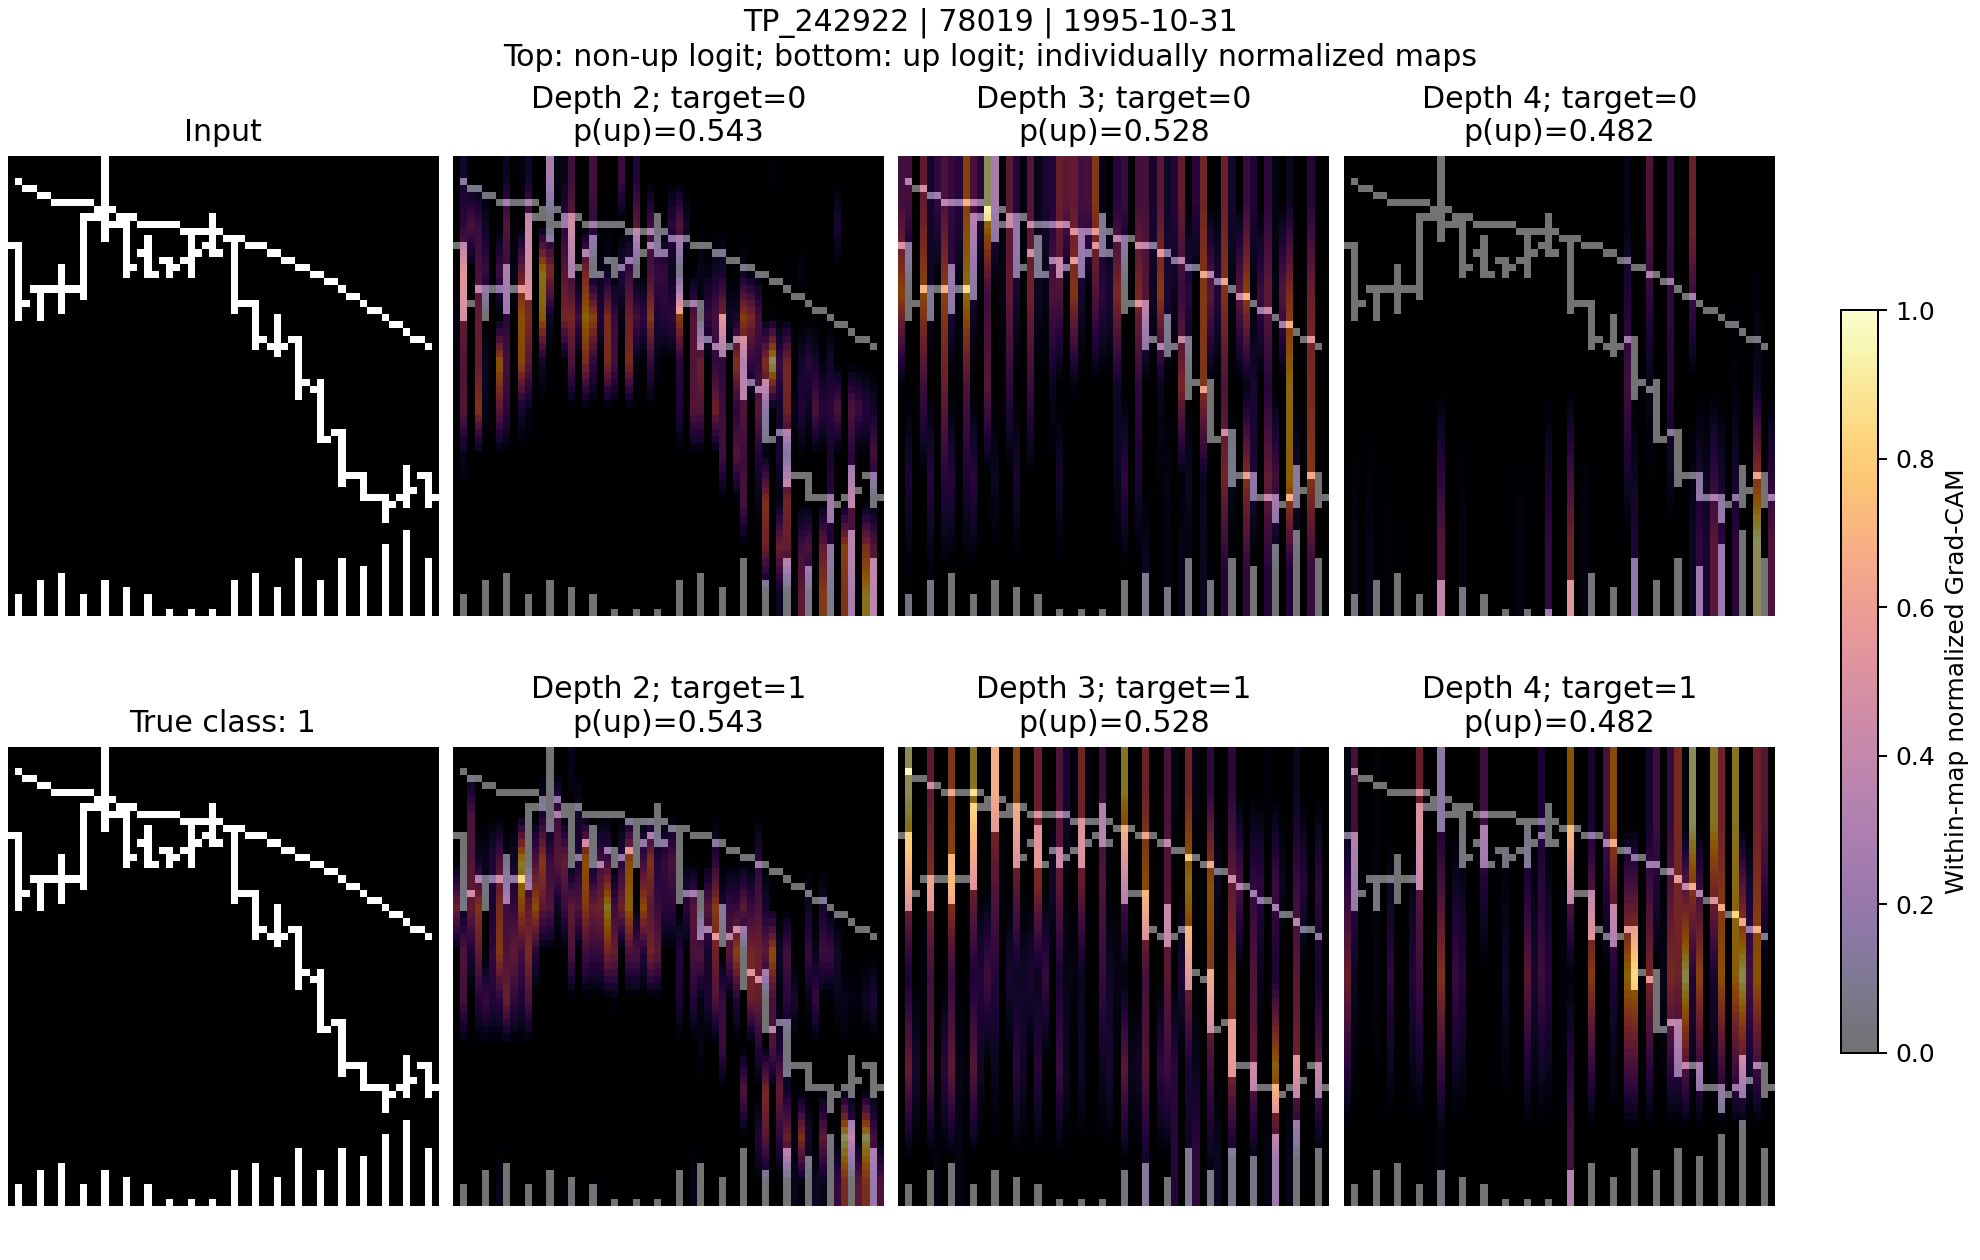 TP_242922 | 78019 | 1995-10-31
Top: non-up logit; bottom: up logit; individually normalized maps
Input
Depth 2; target=0
p(up)=0.543
Depth 3; target=0
p(up)=0.528
Depth 4; target=0
p(up)=0.482
True class: 1
Depth 2; target=1
p(up)=0.543
Depth 3; target=1
p(up)=0.528
Depth 4; target=1
p(up)=0.482
1.0
0.8
0.6
0.4
0.2
0.0
Within-map normalized Grad-CAM